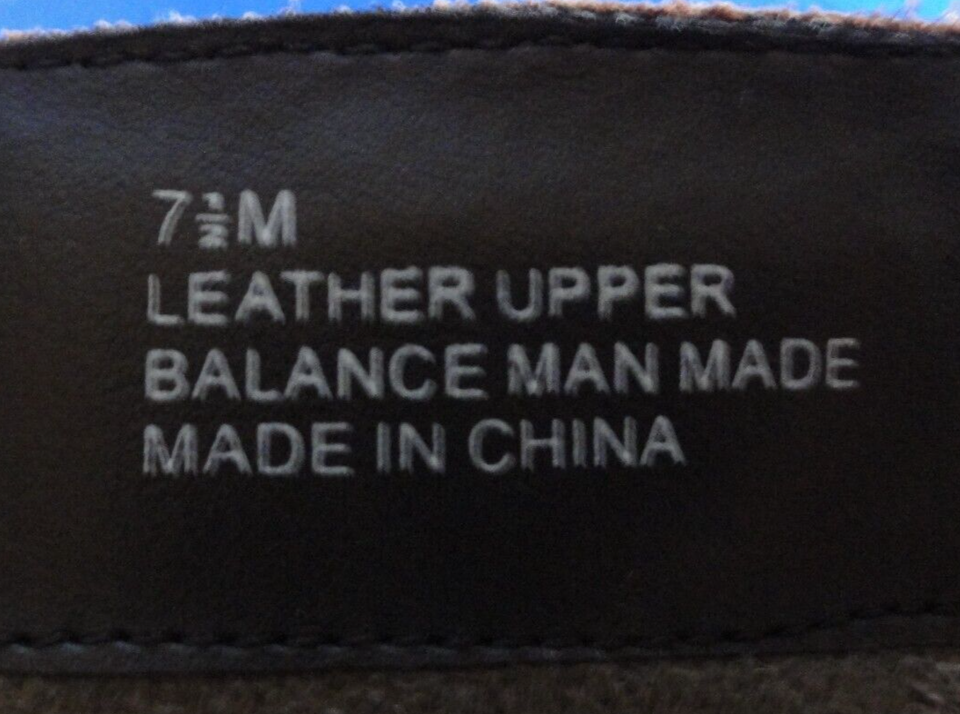 7½M
LEATHER UPPER
BALANCE MAN MADE
MADE IN CHINA